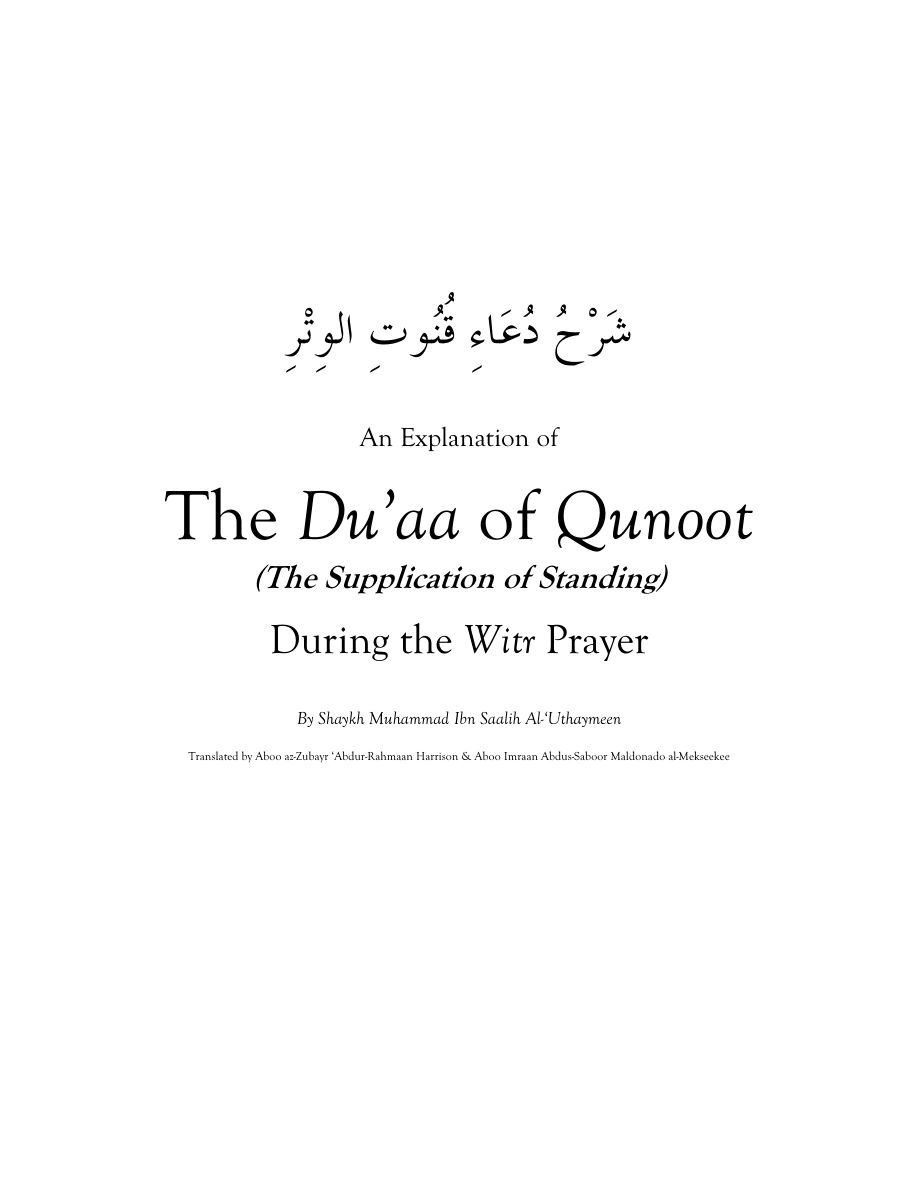 شَرْحُ دُعَاءِ قُنُوتِ الوِتْرِ
An Explanation of
The Du’aa of Qunoot
(The Supplication of Standing)
During the Witr Prayer
By Shaykh Muhammad Ibn Saalih Al-‘Uthaymeen
Translated by Aboo az-Zubayr ‘Abdur-Rahmaan Harrison & Aboo Imraan Abdus-Saboor Maldonado al-Mekseekee